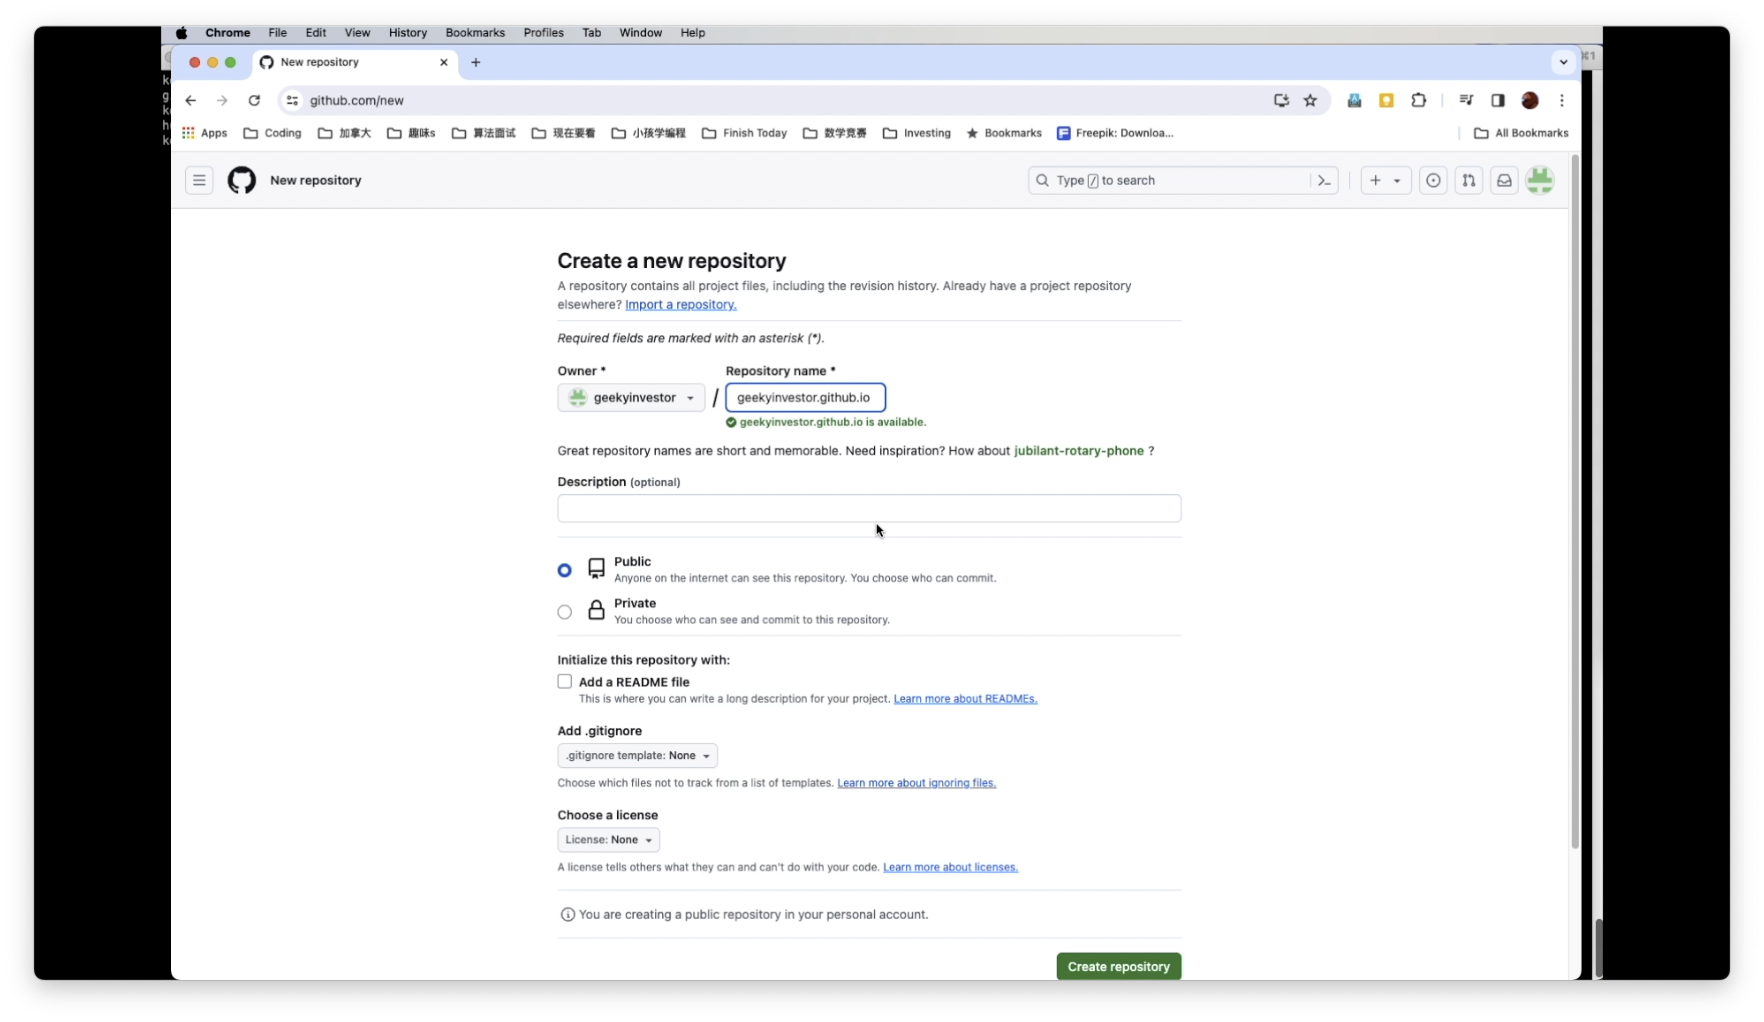 Chrome File Edit View History Bookmarks Profiles Tab Window Help
New repository
⌘1
github.com/new
Apps Coding 加拿大 趣味s 算法面试 现在要看 小孩学编程 Finish Today 数学竞赛 Investing Bookmarks Freepik: Downloa... All Bookmarks
New repository Type / to search
Create a new repository
A repository contains all project files, including the revision history. Already have a project repository
elsewhere? Import a repository.
Required fields are marked with an asterisk (*).
Owner * Repository name *
geekyinvestor / geekyinvestor.github.io
geekyinvestor.github.io is available.
Great repository names are short and memorable. Need inspiration? How about jubilant-rotary-phone ?
Description (optional)
Public
Anyone on the internet can see this repository. You choose who can commit.
Private
You choose who can see and commit to this repository.
Initialize this repository with:
Add a README file
This is where you can write a long description for your project. Learn more about READMEs.
Add .gitignore
.gitignore template: None
Choose which files not to track from a list of templates. Learn more about ignoring files.
Choose a license
License: None
A license tells others what they can and can't do with your code. Learn more about licenses.
You are creating a public repository in your personal account.
Create repository